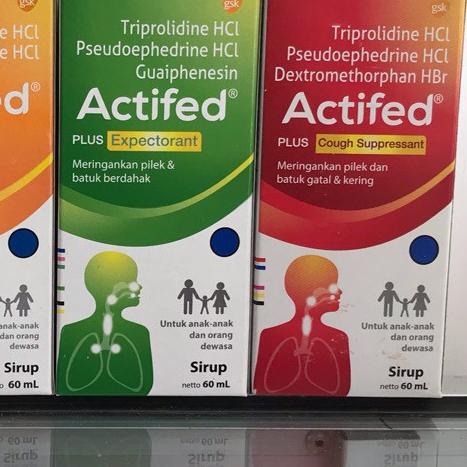 e HCl
e HCl
ed
anak-anak
dan orang
dewasa
Sirup
o 60 mL
gsk
Triprolidine HCl
Pseudoephedrine HCl
Guaiphenesin
Actifed®
PLUS Expectorant
Meringankan pilek &
batuk berdahak
Untuk anak-anak
dan orang
dewasa
Sirup
netto 60 mL
gsk
Triprolidine HCl
Pseudoephedrine HCl
Dextromethorphan HBr
Actifed®
PLUS Cough Suppressant
Meringankan pilek dan
batuk gatal & kering
Untuk anak-anak
dan orang
dewasa
Sirup
netto 60 mL